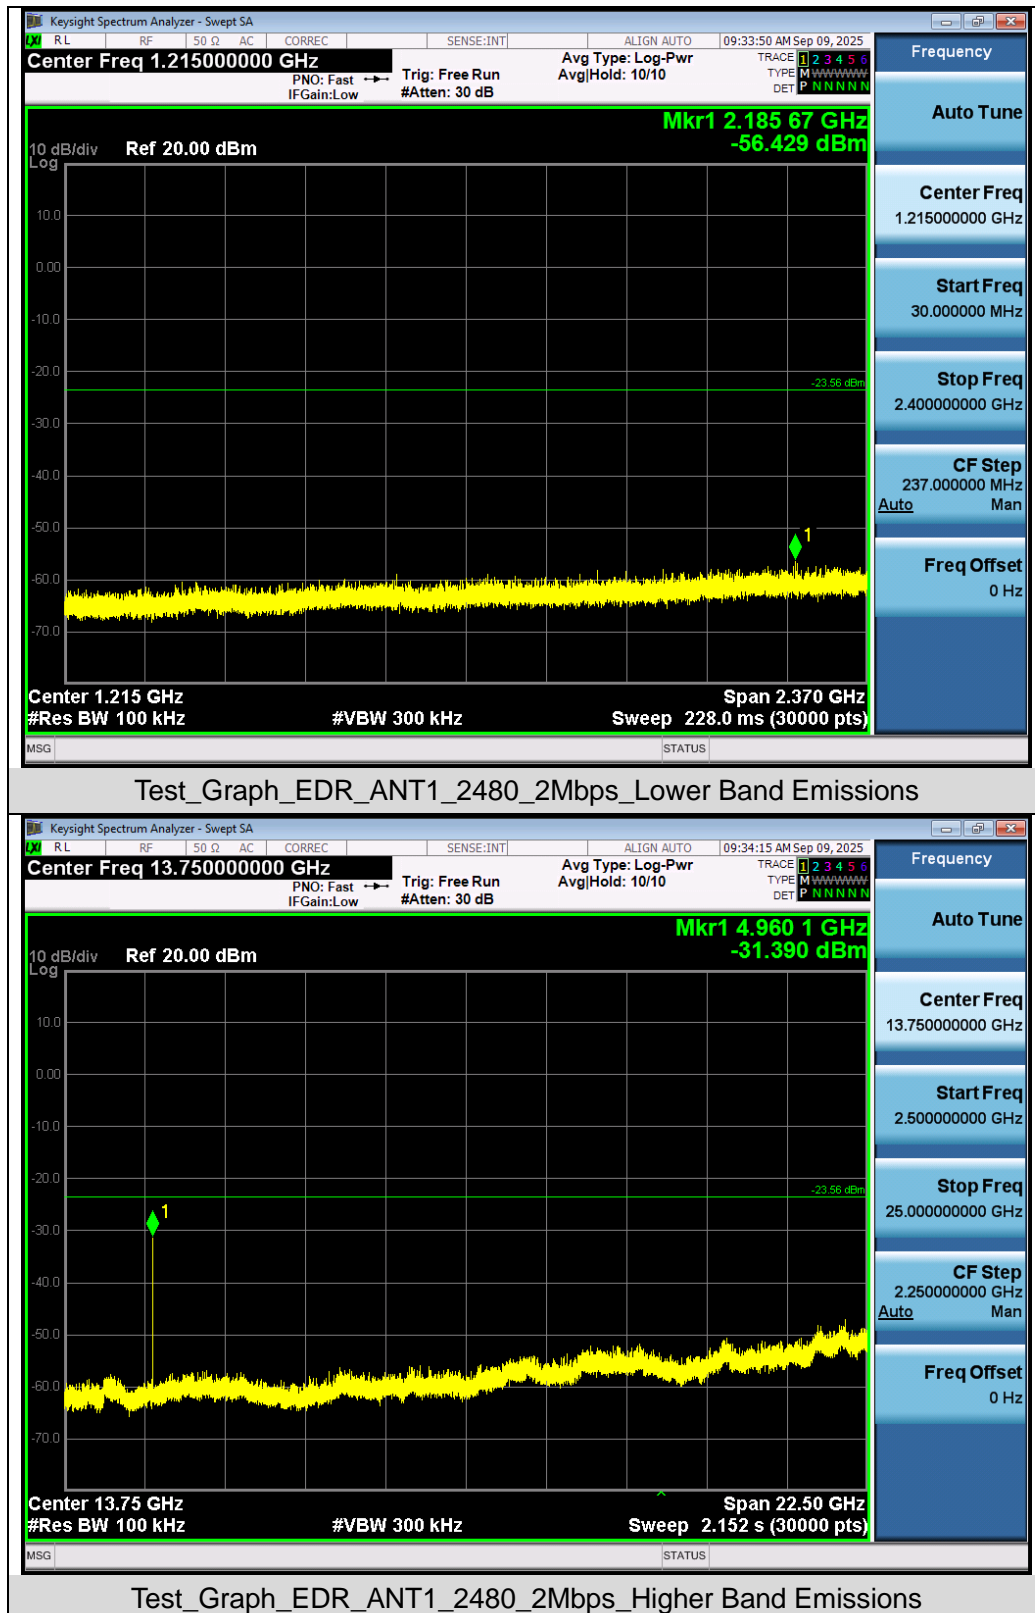 Keysight Spectrum Analyzer - Swept SA
LXI RL RF 50 Ω AC CORREC SENSE:INT ALIGN AUTO 09:33:50 AM Sep 09, 2025
Center Freq 1.215000000 GHz
PNO: Fast
IFGain:Low
Trig: Free Run
#Atten: 30 dB
Avg Type: Log-Pwr
Avg|Hold: 10/10
TRACE 1 2 3 4 5 6
TYPE M WWWWW
DET P N N N N N
Mkr1 2.185 67 GHz
-56.429 dBm
10 dB/div Ref 20.00 dBm
Log
10.0
0.00
-10.0
-20.0
-23.56 dBm
-30.0
-40.0
-50.0
1
-60.0
-70.0
Center 1.215 GHz Span 2.370 GHz
#Res BW 100 kHz #VBW 300 kHz Sweep 228.0 ms (30000 pts)
MSG STATUS
Frequency
Auto Tune
Center Freq
1.215000000 GHz
Start Freq
30.000000 MHz
Stop Freq
2.400000000 GHz
CF Step
237.000000 MHz
Auto Man
Freq Offset
0 Hz
Test_Graph_EDR_ANT1_2480_2Mbps_Lower Band Emissions
Keysight Spectrum Analyzer - Swept SA
LXI RL RF 50 Ω AC CORREC SENSE:INT ALIGN AUTO 09:34:15 AM Sep 09, 2025
Center Freq 13.750000000 GHz
PNO: Fast
IFGain:Low
Trig: Free Run
#Atten: 30 dB
Avg Type: Log-Pwr
Avg|Hold: 10/10
TRACE 1 2 3 4 5 6
TYPE M WWWWW
DET P N N N N N
Mkr1 4.960 1 GHz
-31.390 dBm
10 dB/div Ref 20.00 dBm
Log
10.0
0.00
-10.0
-20.0
-23.56 dBm
1
-30.0
-40.0
-50.0
-60.0
-70.0
Center 13.75 GHz Span 22.50 GHz
#Res BW 100 kHz #VBW 300 kHz Sweep 2.152 s (30000 pts)
MSG STATUS
Frequency
Auto Tune
Center Freq
13.750000000 GHz
Start Freq
2.500000000 GHz
Stop Freq
25.000000000 GHz
CF Step
2.250000000 GHz
Auto Man
Freq Offset
0 Hz
Test_Graph_EDR_ANT1_2480_2Mbps_Higher Band Emissions